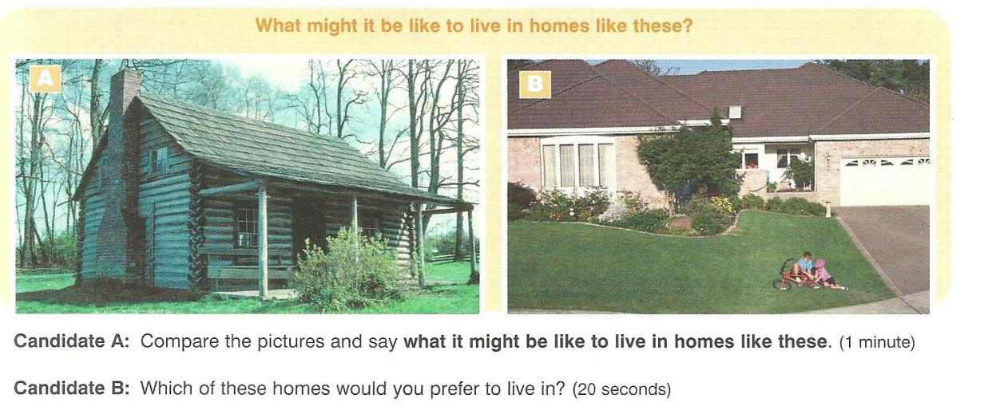 What might it be like to live in homes like these?
A
B
Candidate A: Compare the pictures and say what it might be like to live in homes like these. (1 minute)
Candidate B: Which of these homes would you prefer to live in? (20 seconds)